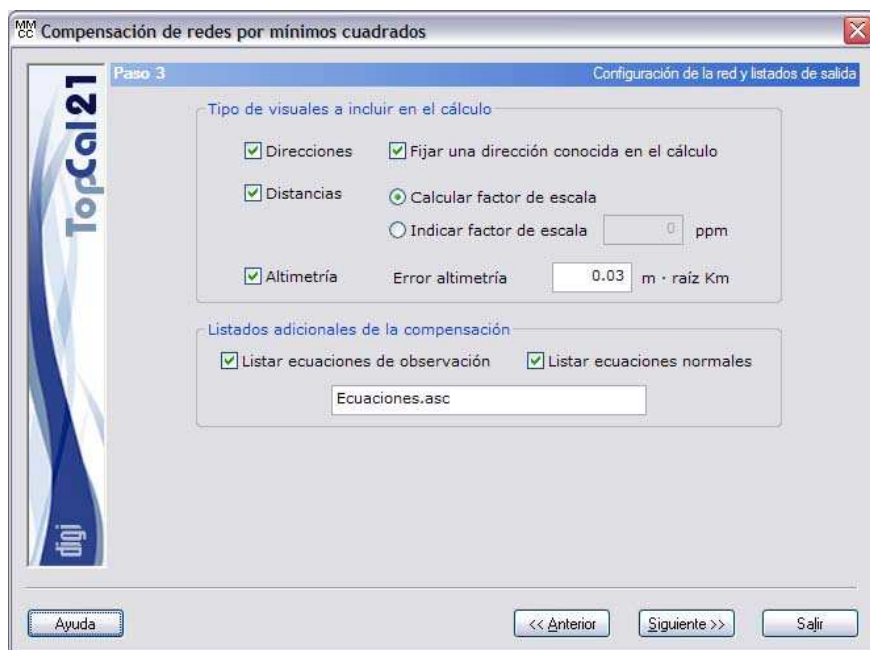 MM
CC Compensación de redes por mínimos cuadrados
TopCal21
digi
Paso 3 Configuración de la red y listados de salida
Tipo de visuales a incluir en el cálculo
Direcciones Fijar una dirección conocida en el cálculo
Distancias Calcular factor de escala
Indicar factor de escala 0 ppm
Altimetría Error altimetría 0.03 m · raíz Km
Listados adicionales de la compensación
Listar ecuaciones de observación Listar ecuaciones normales
Ecuaciones.asc
Ayuda << Anterior Siguiente >> Salir